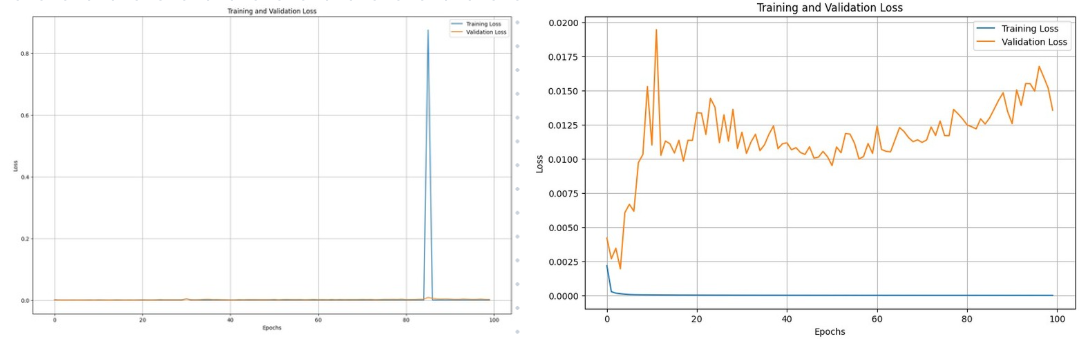 Training and Validation Loss
Training Loss
Validation Loss
0.8
0.6
0.4
0.2
0.0
Loss
0 20 40 60 80 100
Epochs
Training and Validation Loss
Training Loss
Validation Loss
0.0200
0.0175
0.0150
0.0125
0.0100
0.0075
0.0050
0.0025
0.0000
Loss
0 20 40 60 80 100
Epochs